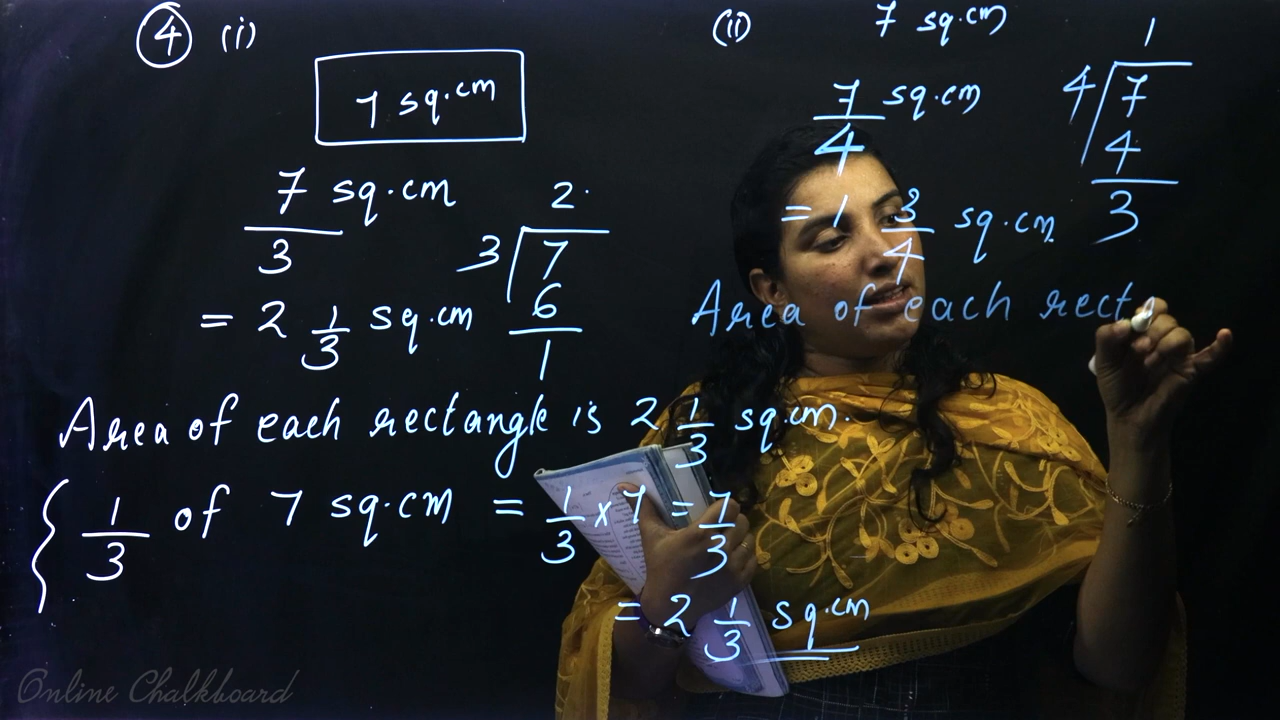 ④ (i)
7 sq.cm
7/3 sq.cm
2
3 7
6
1
= 2 1/3 sq.cm
Area of each rectangle is 2 1/3 sq.cm.
1/3 of 7 sq.cm = 1/3 x 7 = 7/3
= 2 1/3 sq.cm
(ii) 7 sq.cm
7/4 sq.cm
1
4 7
4
3
= 1 3/4 sq.cm
Area of each rect
Online Chalkboard